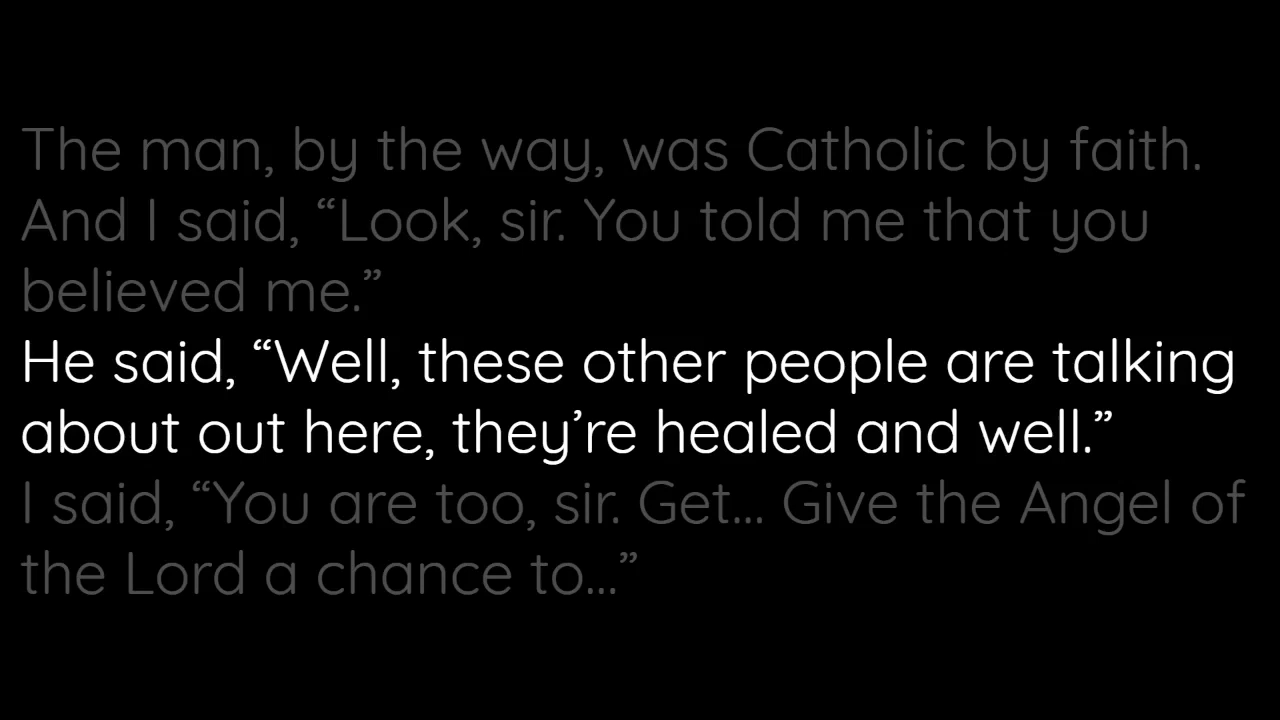 The man, by the way, was Catholic by faith.
And I said, “Look, sir. You told me that you
believed me.”
He said, “Well, these other people are talking
about out here, they’re healed and well.”
I said, “You are too, sir. Get... Give the Angel of
the Lord a chance to...”